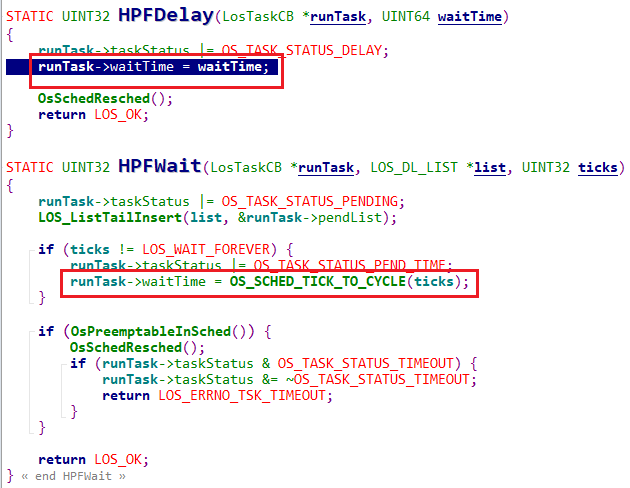 STATIC UINT32 HPFDelay(LosTaskCB *runTask, UINT64 waitTime)
{
runTask->taskStatus |= OS_TASK_STATUS_DELAY;
runTask->waitTime = waitTime;
OsSchedResched();
return LOS_OK;
}
STATIC UINT32 HPFWait(LosTaskCB *runTask, LOS_DL_LIST *list, UINT32 ticks)
{
runTask->taskStatus |= OS_TASK_STATUS_PENDING;
LOS_ListTailInsert(list, &runTask->pendList);
if (ticks != LOS_WAIT_FOREVER) {
runTask->taskStatus |= OS_TASK_STATUS_PEND_TIME;
runTask->waitTime = OS_SCHED_TICK_TO_CYCLE(ticks);
}
if (OsPreemptableInSched()) {
OsSchedResched();
if (runTask->taskStatus & OS_TASK_STATUS_TIMEOUT) {
runTask->taskStatus &= ~OS_TASK_STATUS_TIMEOUT;
return LOS_ERRNO_TSK_TIMEOUT;
}
}
return LOS_OK;
} « end HPFWait »